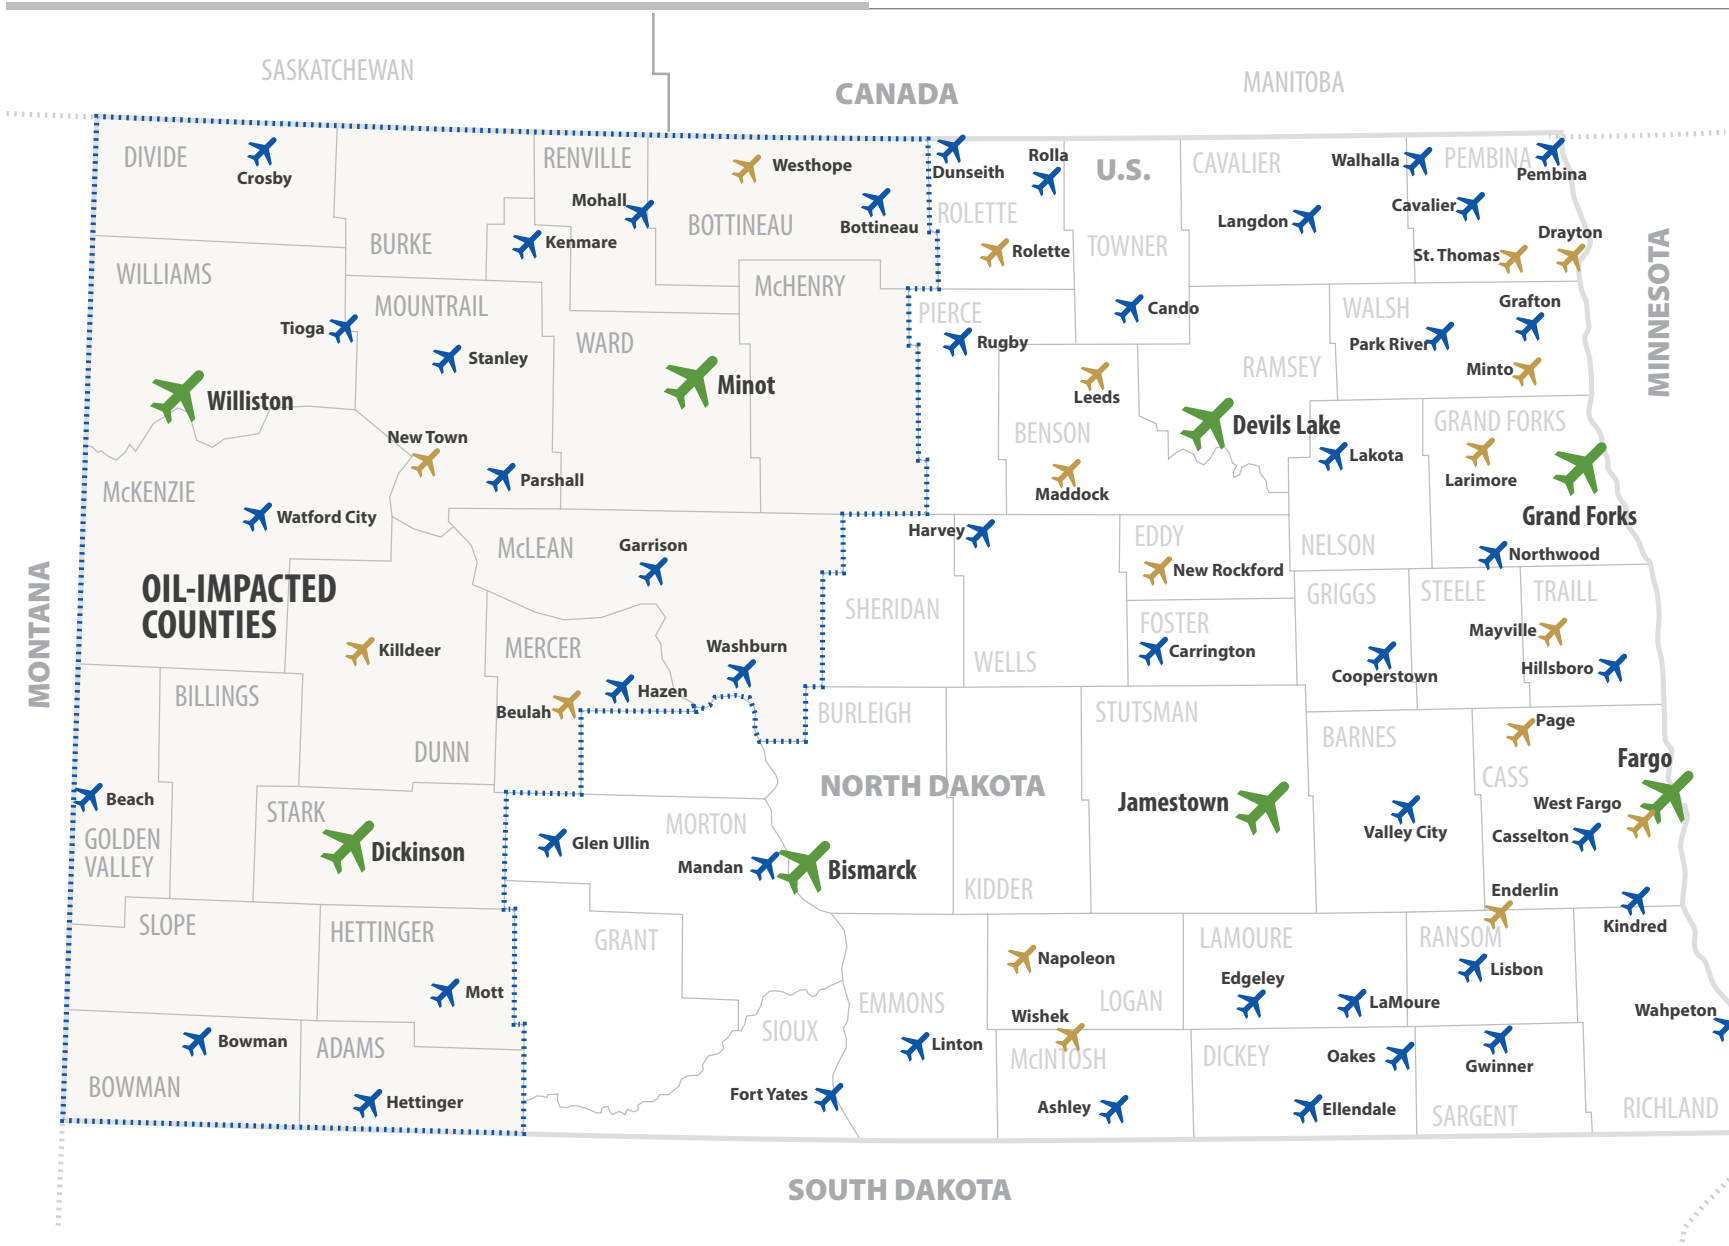 SASKATCHEWAN
MANITOBA
CANADA
DIVIDE
Crosby
RENVILLE
Westhope
Mohall
BOTTINEAU
Bottineau
Dunseith
Rolla
U.S.
CAVALIER
Walhalla
PEMBINA
Pembina
ROLETTE
Langdon
Cavalier
BURKE
Kenmare
Rolette
TOWNER
St. Thomas
Drayton
MINNESOTA
WILLIAMS
MOUNTRAIL
McHENRY
PIERCE
Cando
WALSH
Grafton
Tioga
Stanley
WARD
Rugby
Park River
RAMSEY
Minto
Williston
Minot
Leeds
BENSON
Devils Lake
GRAND FORKS
New Town
Lakota
Larimore
McKENZIE
Parshall
Maddock
Watford City
Grand Forks
McLEAN
Garrison
Harvey
EDDY
New Rockford
NELSON
Northwood
MONTANA
OIL-IMPACTED
COUNTIES
SHERIDAN
GRIGGS
STEELE
TRAILL
FOSTER
Carrington
Mayville
Killdeer
MERCER
Washburn
WELLS
Cooperstown
Hillsboro
BILLINGS
Beulah
Hazen
BURLEIGH
STUTSMAN
BARNES
Page
DUNN
NORTH DAKOTA
CASS
Fargo
Beach
STARK
Jamestown
West Fargo
GOLDEN
VALLEY
Dickinson
Glen Ullin
MORTON
Valley City
Casselton
Mandan
Bismarck
KIDDER
Enderlin
Kindred
SLOPE
HETTINGER
GRANT
LAMOURE
RANSOM
Napoleon
Lisbon
Mott
EMMONS
LOGAN
Edgeley
LaMoure
Wahpeton
Wishek
SIOUX
Bowman
ADAMS
Linton
McINTOSH
DICKEY
Oakes
Gwinner
BOWMAN
Hettinger
Fort Yates
Ashley
Ellendale
SARGENT
RICHLAND
SOUTH DAKOTA